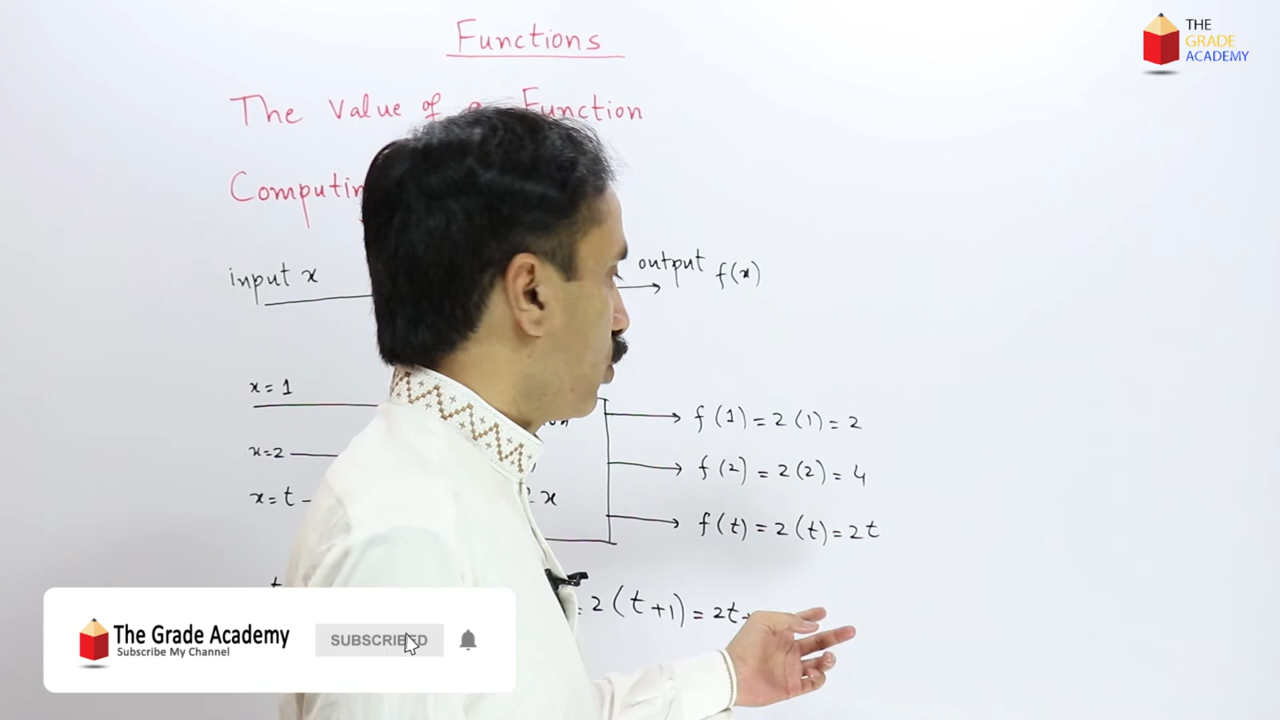 Functions
THE
GRADE
ACADEMY
The Value of a Function
input x
output f(x)
x = 1
f(1) = 2(1) = 2
x=2
f(2) = 2(2) = 4
x=t
x
f(t) = 2(t) = 2t
= 2(t+1) = 2t
The Grade Academy
Subscribe My Channel
SUBSCRIBED